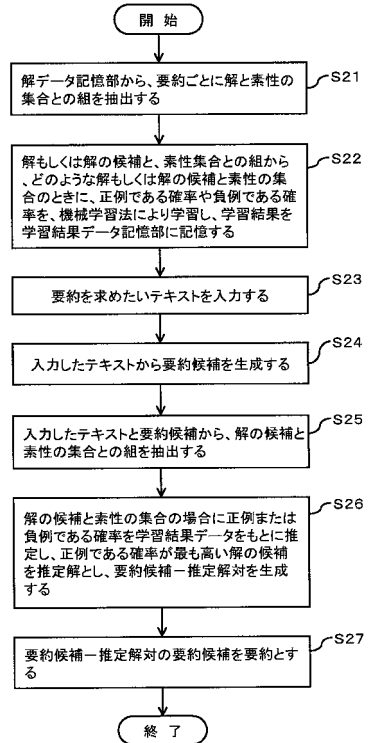 開 始
解データ記憶部から、要約ごとに解と素性の
集合との組を抽出する
S21
解もしくは解の候補と、素性集合との組から
、どのような解もしくは解の候補と素性の集
合のときに、正例である確率や負例である確
率を、機械学習法により学習し、学習結果を
学習結果データ記憶部に記憶する
S22
要約を求めたいテキストを入力する
S23
入力したテキストから要約候補を生成する
S24
入力したテキストと要約候補から、解の候補と
素性の集合との組を抽出する
S25
解の候補と素性の集合の場合に正例または
負例である確率を学習結果データをもとに推
定し、正例である確率が最も高い解の候補
を推定解とし、要約候補－推定解対を生成
する
S26
要約候補－推定解対の要約候補を要約とす
る
S27
終 了